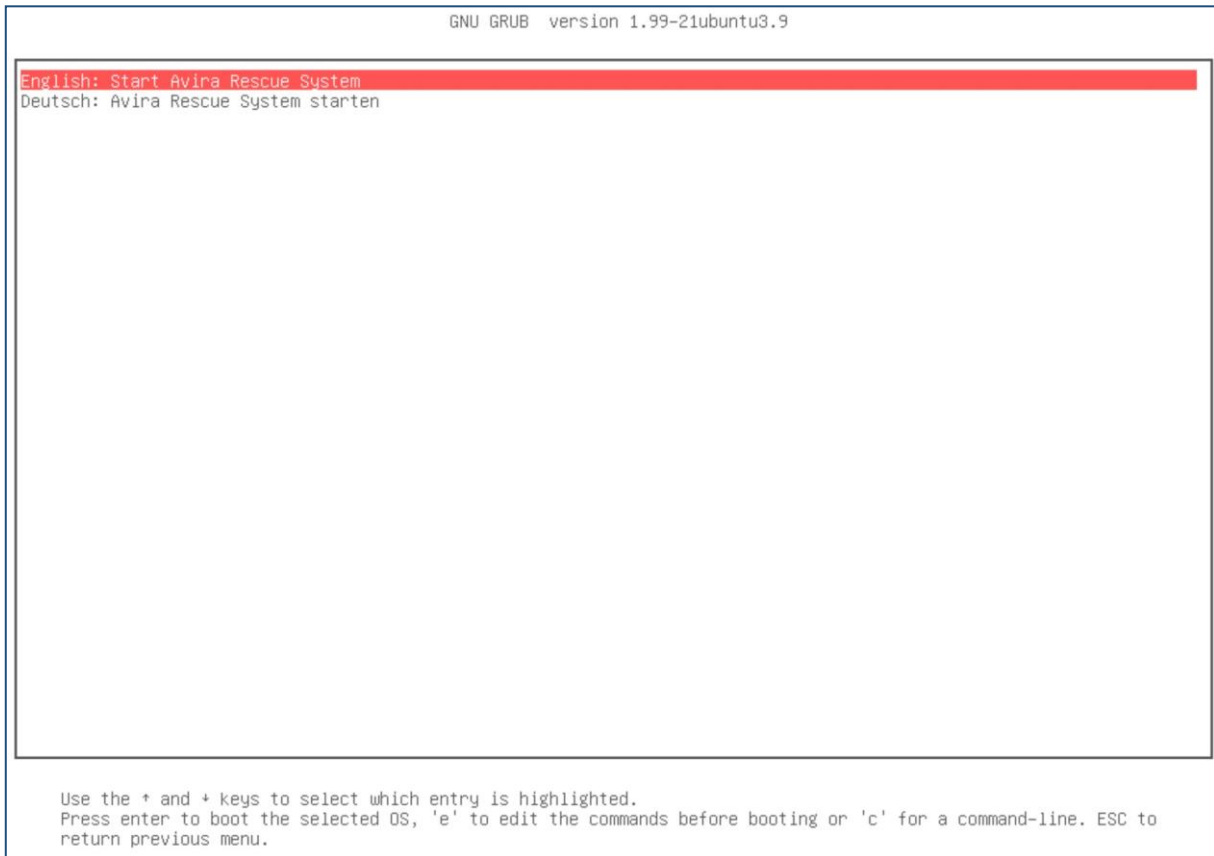 GNU GRUB version 1.99-21ubuntu3.9
English: Start Avira Rescue System
Deutsch: Avira Rescue System starten
Use the ↑ and ↓ keys to select which entry is highlighted.
Press enter to boot the selected OS, 'e' to edit the commands before booting or 'c' for a command-line. ESC to
return previous menu.